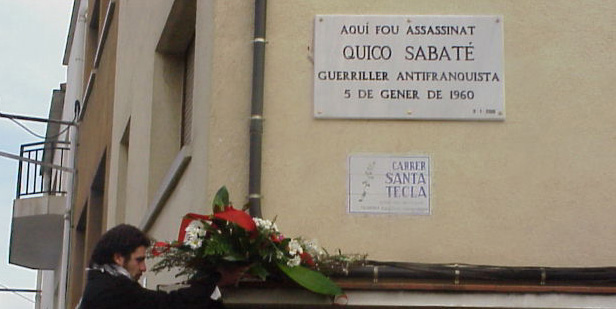 AQUÍ FOU ASSASSINAT
QUICO SABATÉ
GUERRILLER ANTIFRANQUISTA
5 DE GENER DE 1960
CARRER
SANTA
TECLA